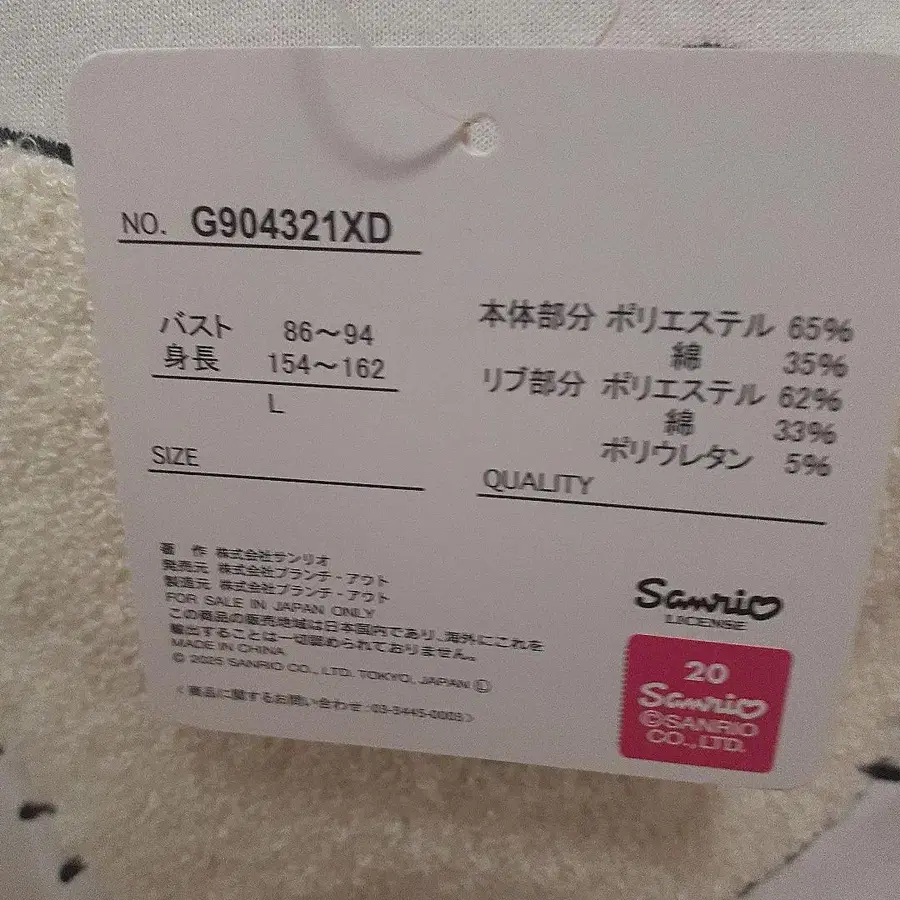 NO. G904321XD
バスト 86～94
身長 154～162
L
SIZE
本体部分 ポリエステル 65%
綿 35%
リブ部分 ポリエステル 62%
綿 33%
ポリウレタン 5%
QUALITY
著 作 株式会社サンリオ
発売元 株式会社ブランチ・アウト
製造元 株式会社ブランチ・アウト
FOR SALE IN JAPAN ONLY
この商品の販売地域は日本国内であり、海外にこれを
輸出することは一切認められておりません。
MADE IN CHINA
© 2025 SANRIO CO., LTD. TOKYO, JAPAN Ⓛ
〈商品に関するお問い合わせ:03-3445-0003〉
Sanrio
LICENSE
20
Sanrio
©SANRIO
CO.,LTD.